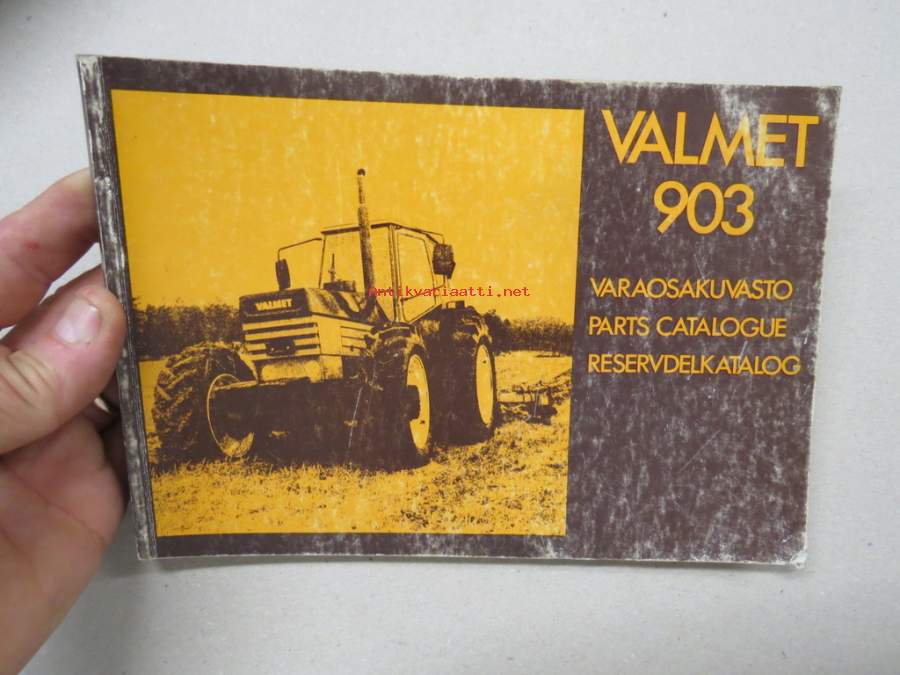 VALMET
903
VARAOSAKUVASTO
PARTS CATALOGUE
RESERVDELKATALOG
VALMET
Antikvariaatti.net